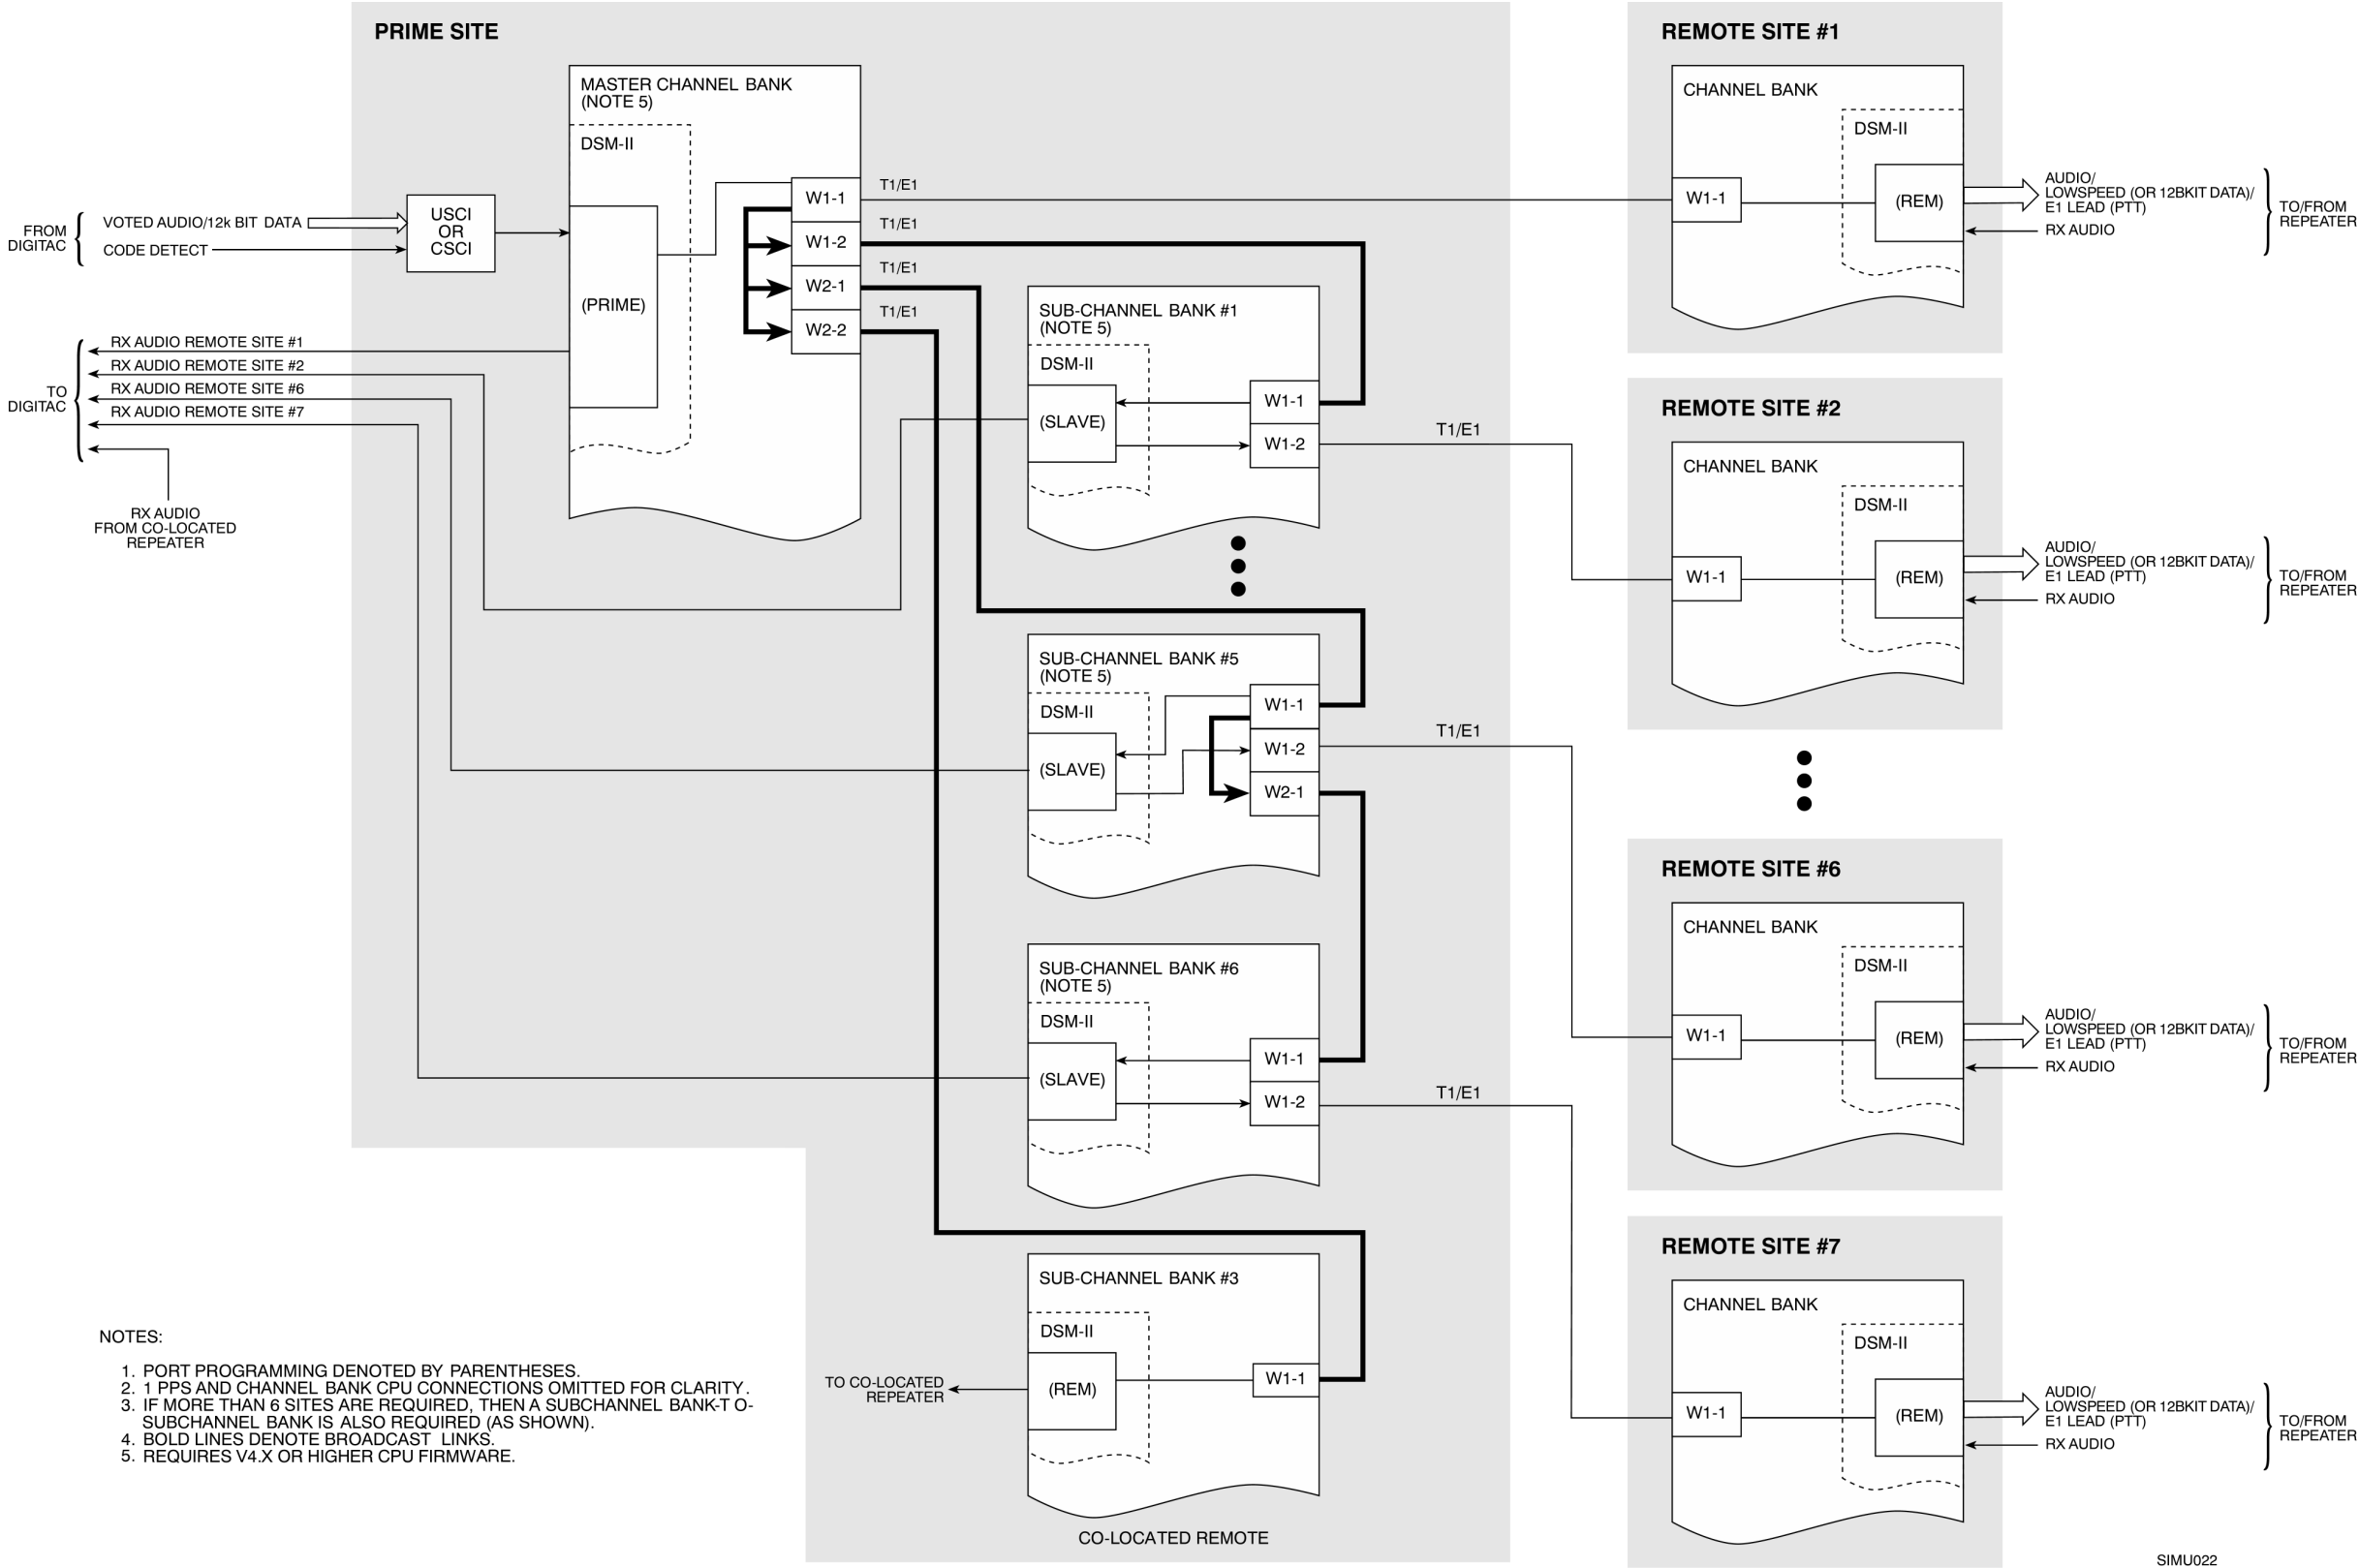 PRIME SITE
MASTER CHANNEL BANK
(NOTE 5)
DSM-II
(PRIME)
W1-1
W1-2
W2-1
W2-2
T1/E1
T1/E1
T1/E1
T1/E1
FROM
DIGITAC
VOTED AUDIO/12k BIT DATA
CODE DETECT
USCI
OR
CSCI
TO
DIGITAC
RX AUDIO REMOTE SITE #1
RX AUDIO REMOTE SITE #2
RX AUDIO REMOTE SITE #6
RX AUDIO REMOTE SITE #7
RX AUDIO
FROM CO-LOCATED
REPEATER
SUB-CHANNEL BANK #1
(NOTE 5)
DSM-II
(SLAVE)
W1-1
W1-2
T1/E1
SUB-CHANNEL BANK #5
(NOTE 5)
DSM-II
(SLAVE)
W1-1
W1-2
W2-1
T1/E1
SUB-CHANNEL BANK #6
(NOTE 5)
DSM-II
(SLAVE)
W1-1
W1-2
T1/E1
SUB-CHANNEL BANK #3
DSM-II
(REM)
W1-1
TO CO-LOCATED
REPEATER
CO-LOCATED REMOTE
REMOTE SITE #1
CHANNEL BANK
DSM-II
W1-1
(REM)
AUDIO/
LOWSPEED (OR 12BKIT DATA)/
E1 LEAD (PTT)
RX AUDIO
TO/FROM
REPEATER
REMOTE SITE #2
CHANNEL BANK
DSM-II
W1-1
(REM)
AUDIO/
LOWSPEED (OR 12BKIT DATA)/
E1 LEAD (PTT)
RX AUDIO
TO/FROM
REPEATER
REMOTE SITE #6
CHANNEL BANK
DSM-II
W1-1
(REM)
AUDIO/
LOWSPEED (OR 12BKIT DATA)/
E1 LEAD (PTT)
RX AUDIO
TO/FROM
REPEATER
REMOTE SITE #7
CHANNEL BANK
DSM-II
W1-1
(REM)
AUDIO/
LOWSPEED (OR 12BKIT DATA)/
E1 LEAD (PTT)
RX AUDIO
TO/FROM
REPEATER
NOTES:
1. PORT PROGRAMMING DENOTED BY PARENTHESES.
2. 1 PPS AND CHANNEL BANK CPU CONNECTIONS OMITTED FOR CLARITY.
3. IF MORE THAN 6 SITES ARE REQUIRED, THEN A SUBCHANNEL BANK-T O-
SUBCHANNEL BANK IS ALSO REQUIRED (AS SHOWN).
4. BOLD LINES DENOTE BROADCAST LINKS.
5. REQUIRES V4.X OR HIGHER CPU FIRMWARE.
SIMU022